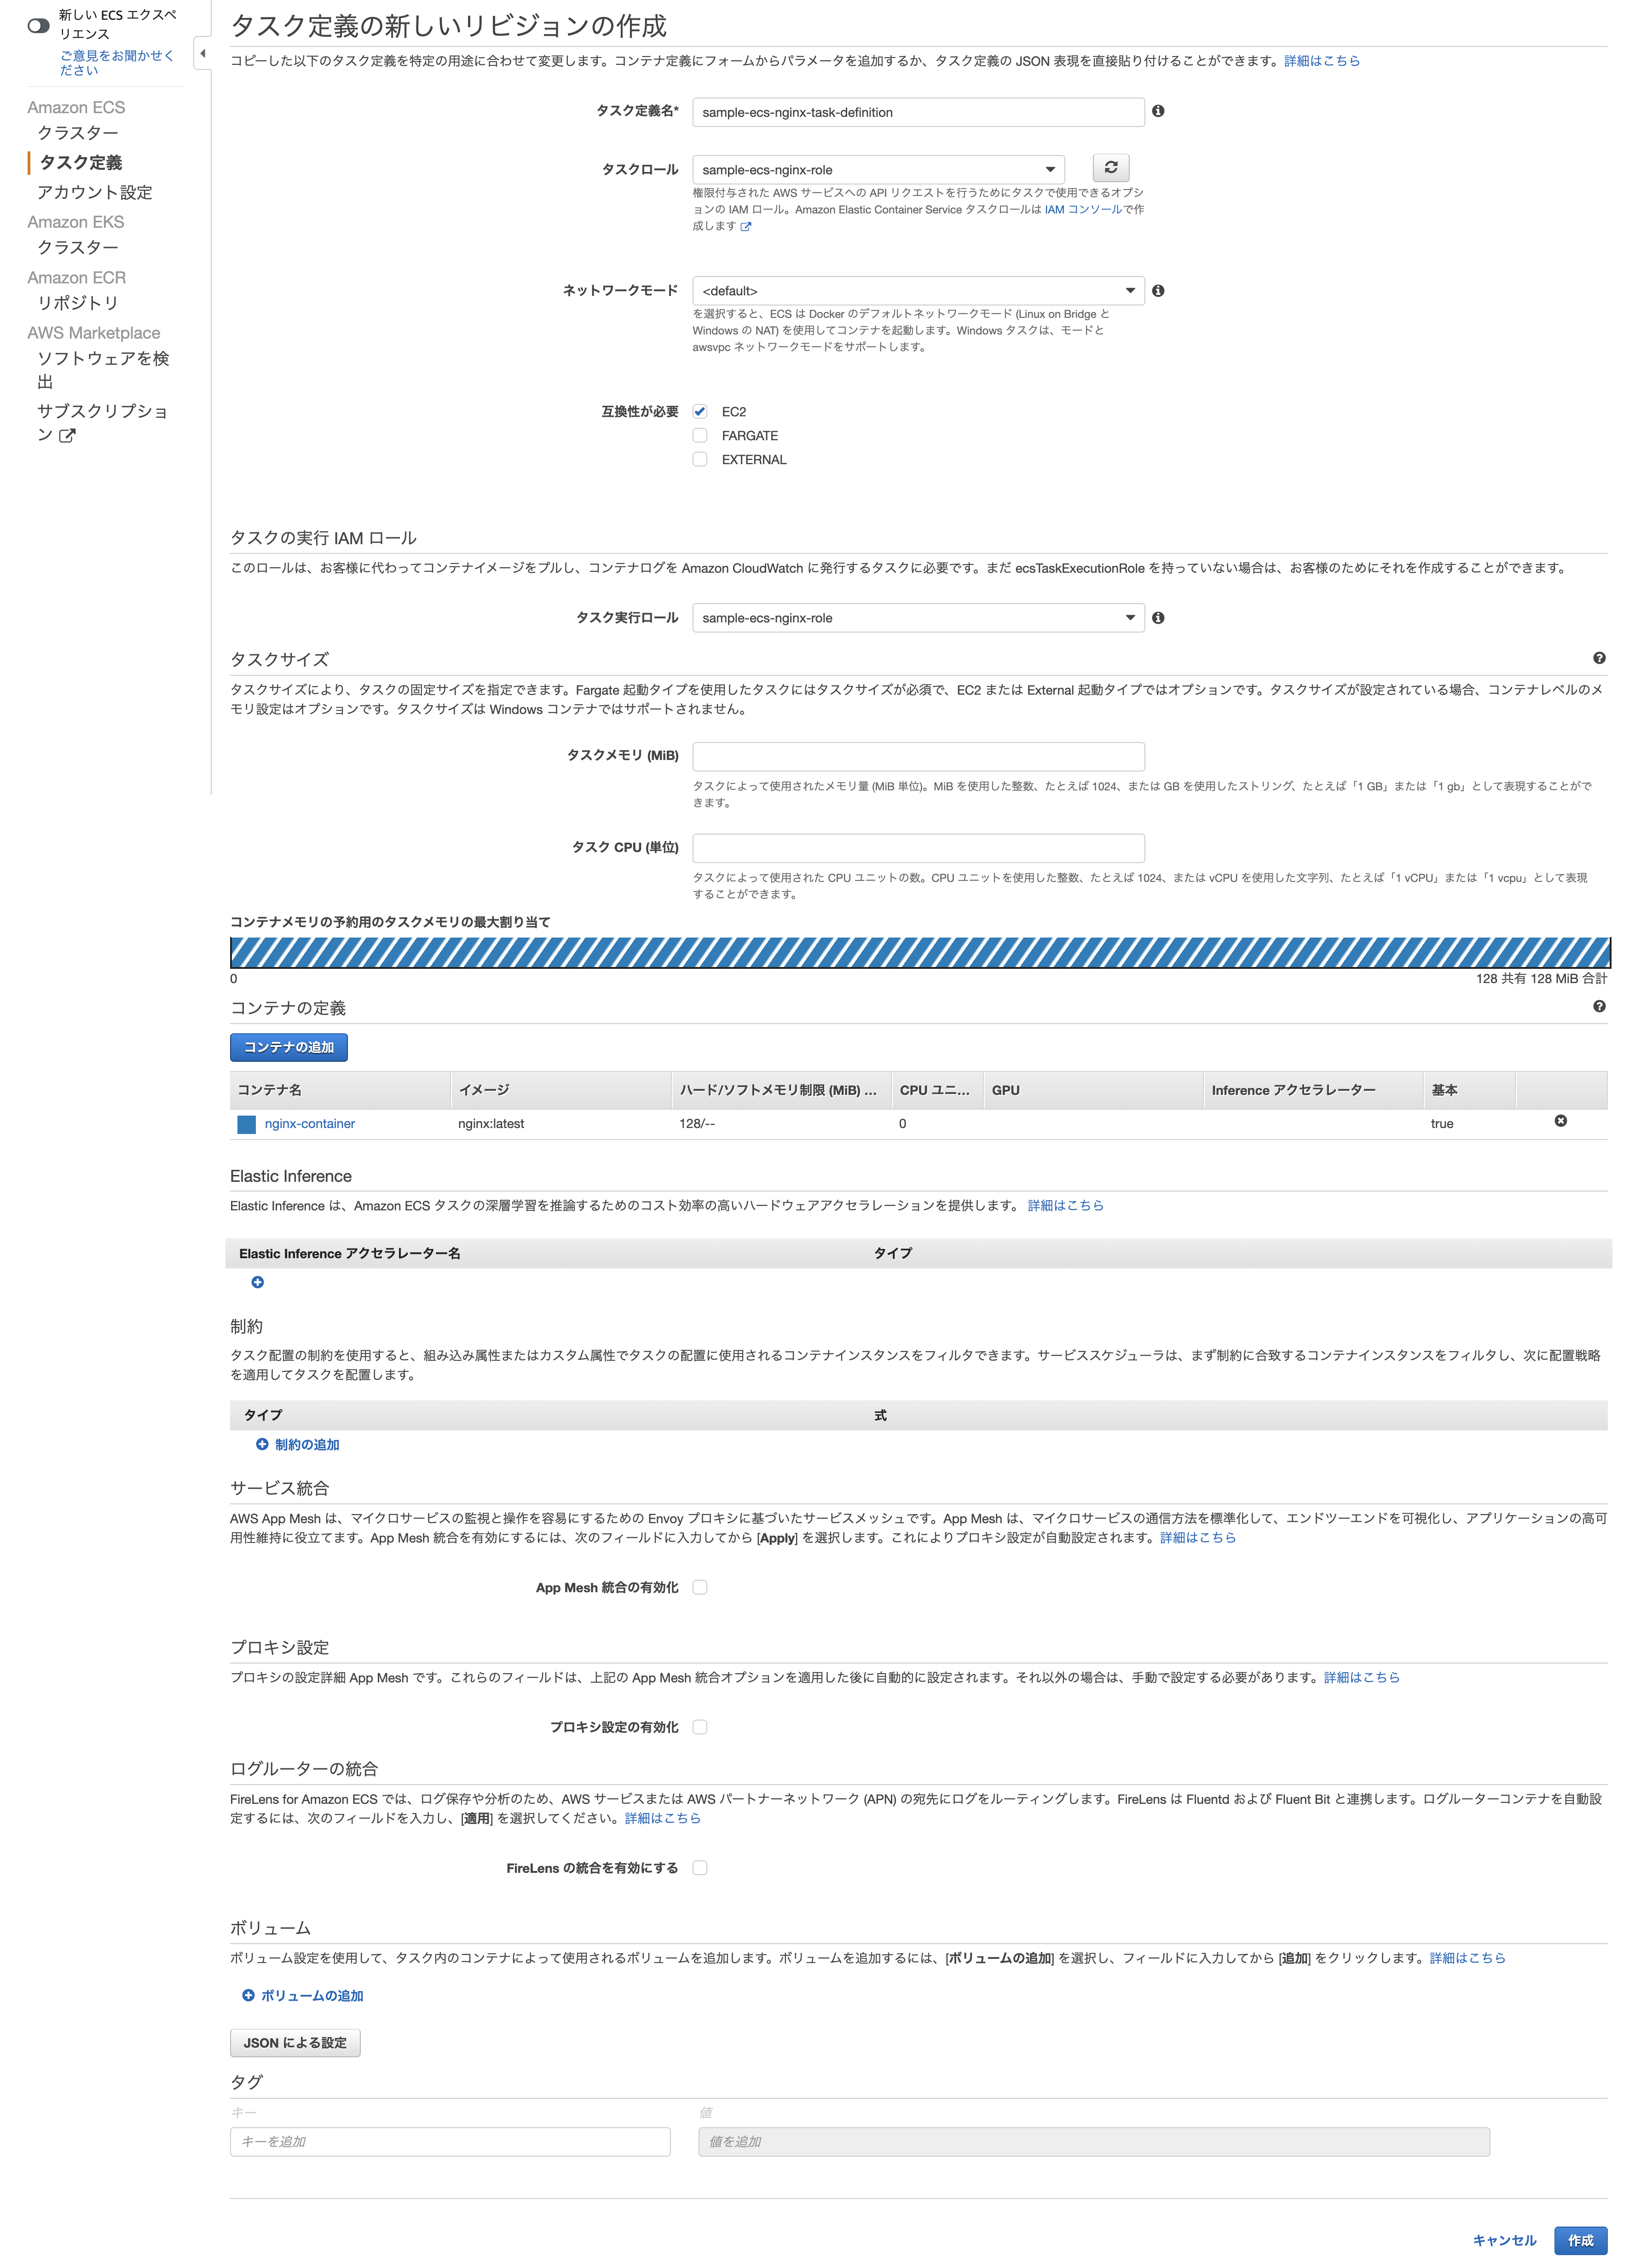 新しい ECS エクスペ
リエンス
ご意見をお聞かせく
ださい
Amazon ECS
クラスター
タスク定義
アカウント設定
Amazon EKS
クラスター
Amazon ECR
リポジトリ
AWS Marketplace
ソフトウェアを検
出
サブスクリプショ
ン
タスク定義の新しいリビジョンの作成
コピーした以下のタスク定義を特定の用途に合わせて変更します。コンテナ定義にフォームからパラメータを追加するか、タスク定義の JSON 表現を直接貼り付けることができます。詳細はこちら
タスク定義名* sample-ecs-nginx-task-definition
タスクロール sample-ecs-nginx-role
権限付与された AWS サービスへの API リクエストを行うためにタスクで使用できるオプシ
ョンの IAM ロール。Amazon Elastic Container Service タスクロールは IAM コンソールで作
成します
ネットワークモード <default>
を選択すると、ECS は Docker のデフォルトネットワークモード (Linux on Bridge と
Windows の NAT) を使用してコンテナを起動します。Windows タスクは、モードと
awsvpc ネットワークモードをサポートします。
互換性が必要 EC2
FARGATE
EXTERNAL
タスクの実行 IAM ロール
このロールは、お客様に代わってコンテナイメージをプルし、コンテナログを Amazon CloudWatch に発行するタスクに必要です。まだ ecsTaskExecutionRole を持っていない場合は、お客様のためにそれを作成することができます。
タスク実行ロール sample-ecs-nginx-role
タスクサイズ
タスクサイズにより、タスクの固定サイズを指定できます。Fargate 起動タイプを使用したタスクにはタスクサイズが必須で、EC2 または External 起動タイプではオプションです。タスクサイズが設定されている場合、コンテナレベルのメ
モリ設定はオプションです。タスクサイズは Windows コンテナではサポートされません。
タスクメモリ (MiB)
タスクによって使用されたメモリ量 (MiB 単位)。MiB を使用した整数、たとえば 1024、または GB を使用したストリング、たとえば「1 GB」または「1 gb」として表現することがで
きます。
タスク CPU (単位)
タスクによって使用された CPU ユニットの数。CPU ユニットを使用した整数、たとえば 1024、または vCPU を使用した文字列、たとえば「1 vCPU」または「1 vcpu」として表現
することができます。
コンテナメモリの予約用のタスクメモリの最大割り当て
0 128 共有 128 MiB 合計
コンテナの定義
コンテナの追加
コンテナ名 イメージ ハード/ソフトメモリ制限 (MiB) ... CPU ユニ... GPU Inference アクセラレーター 基本
nginx-container nginx:latest 128/-- 0 true
Elastic Inference
Elastic Inference は、Amazon ECS タスクの深層学習を推論するためのコスト効率の高いハードウェアアクセラレーションを提供します。 詳細はこちら
Elastic Inference アクセラレーター名 タイプ
制約
タスク配置の制約を使用すると、組み込み属性またはカスタム属性でタスクの配置に使用されるコンテナインスタンスをフィルタできます。サービススケジューラは、まず制約に合致するコンテナインスタンスをフィルタし、次に配置戦略
を適用してタスクを配置します。
タイプ 式
制約の追加
サービス統合
AWS App Mesh は、マイクロサービスの監視と操作を容易にするための Envoy プロキシに基づいたサービスメッシュです。App Mesh は、マイクロサービスの通信方法を標準化して、エンドツーエンドを可視化し、アプリケーションの高可
用性維持に役立てます。App Mesh 統合を有効にするには、次のフィールドに入力してから [Apply] を選択します。これによりプロキシ設定が自動設定されます。詳細はこちら
App Mesh 統合の有効化
プロキシ設定
プロキシの設定詳細 App Mesh です。これらのフィールドは、上記の App Mesh 統合オプションを適用した後に自動的に設定されます。それ以外の場合は、手動で設定する必要があります。詳細はこちら
プロキシ設定の有効化
ログルーターの統合
FireLens for Amazon ECS では、ログ保存や分析のため、AWS サービスまたは AWS パートナーネットワーク (APN) の宛先にログをルーティングします。FireLens は Fluentd および Fluent Bit と連携します。ログルーターコンテナを自動設
定するには、次のフィールドを入力し、[適用] を選択してください。詳細はこちら
FireLens の統合を有効にする
ボリューム
ボリューム設定を使用して、タスク内のコンテナによって使用されるボリュームを追加します。ボリュームを追加するには、[ボリュームの追加] を選択し、フィールドに入力してから [追加] をクリックします。詳細はこちら
ボリュームの追加
JSON による設定
タグ
キー 値
キーを追加 値を追加
キャンセル 作成